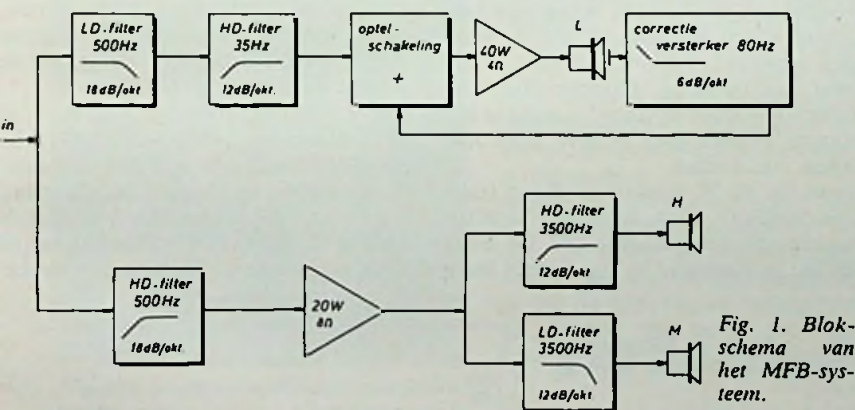 LD-filter
500Hz
18dB/okt
HD-filter
35Hz
12dB/okt.
optel-
schakeling
+
40W
4Ω
L
correctie
versterker 80Hz
6dB/okt
in
HD-filter
500Hz
18dB/okt.
20W
8Ω
HD-filter
3500Hz
12dB/okt.
H
LD-filter
3500Hz
12dB/okt.
M
Fig. 1. Blok-
schema van
het MFB-sys-
teem.